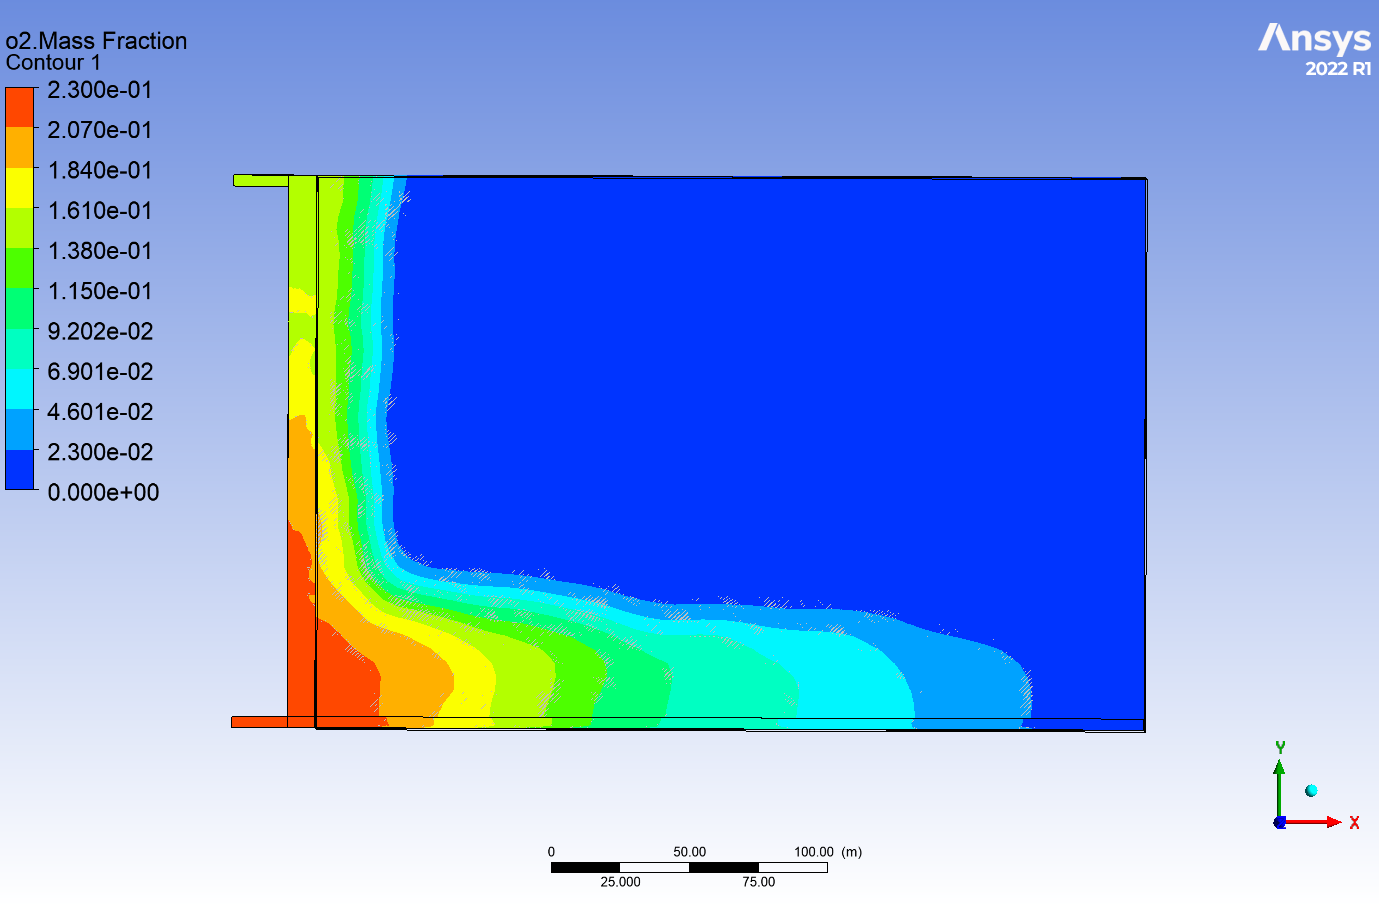 o2.Mass Fraction
Contour 1
2.300e-01
2.070e-01
1.840e-01
1.610e-01
1.380e-01
1.150e-01
9.202e-02
6.901e-02
4.601e-02
2.300e-02
0.000e+00
Ansys
2022 R1
Y
X
Z
0 50.00 100.00 (m)
25.000 75.00